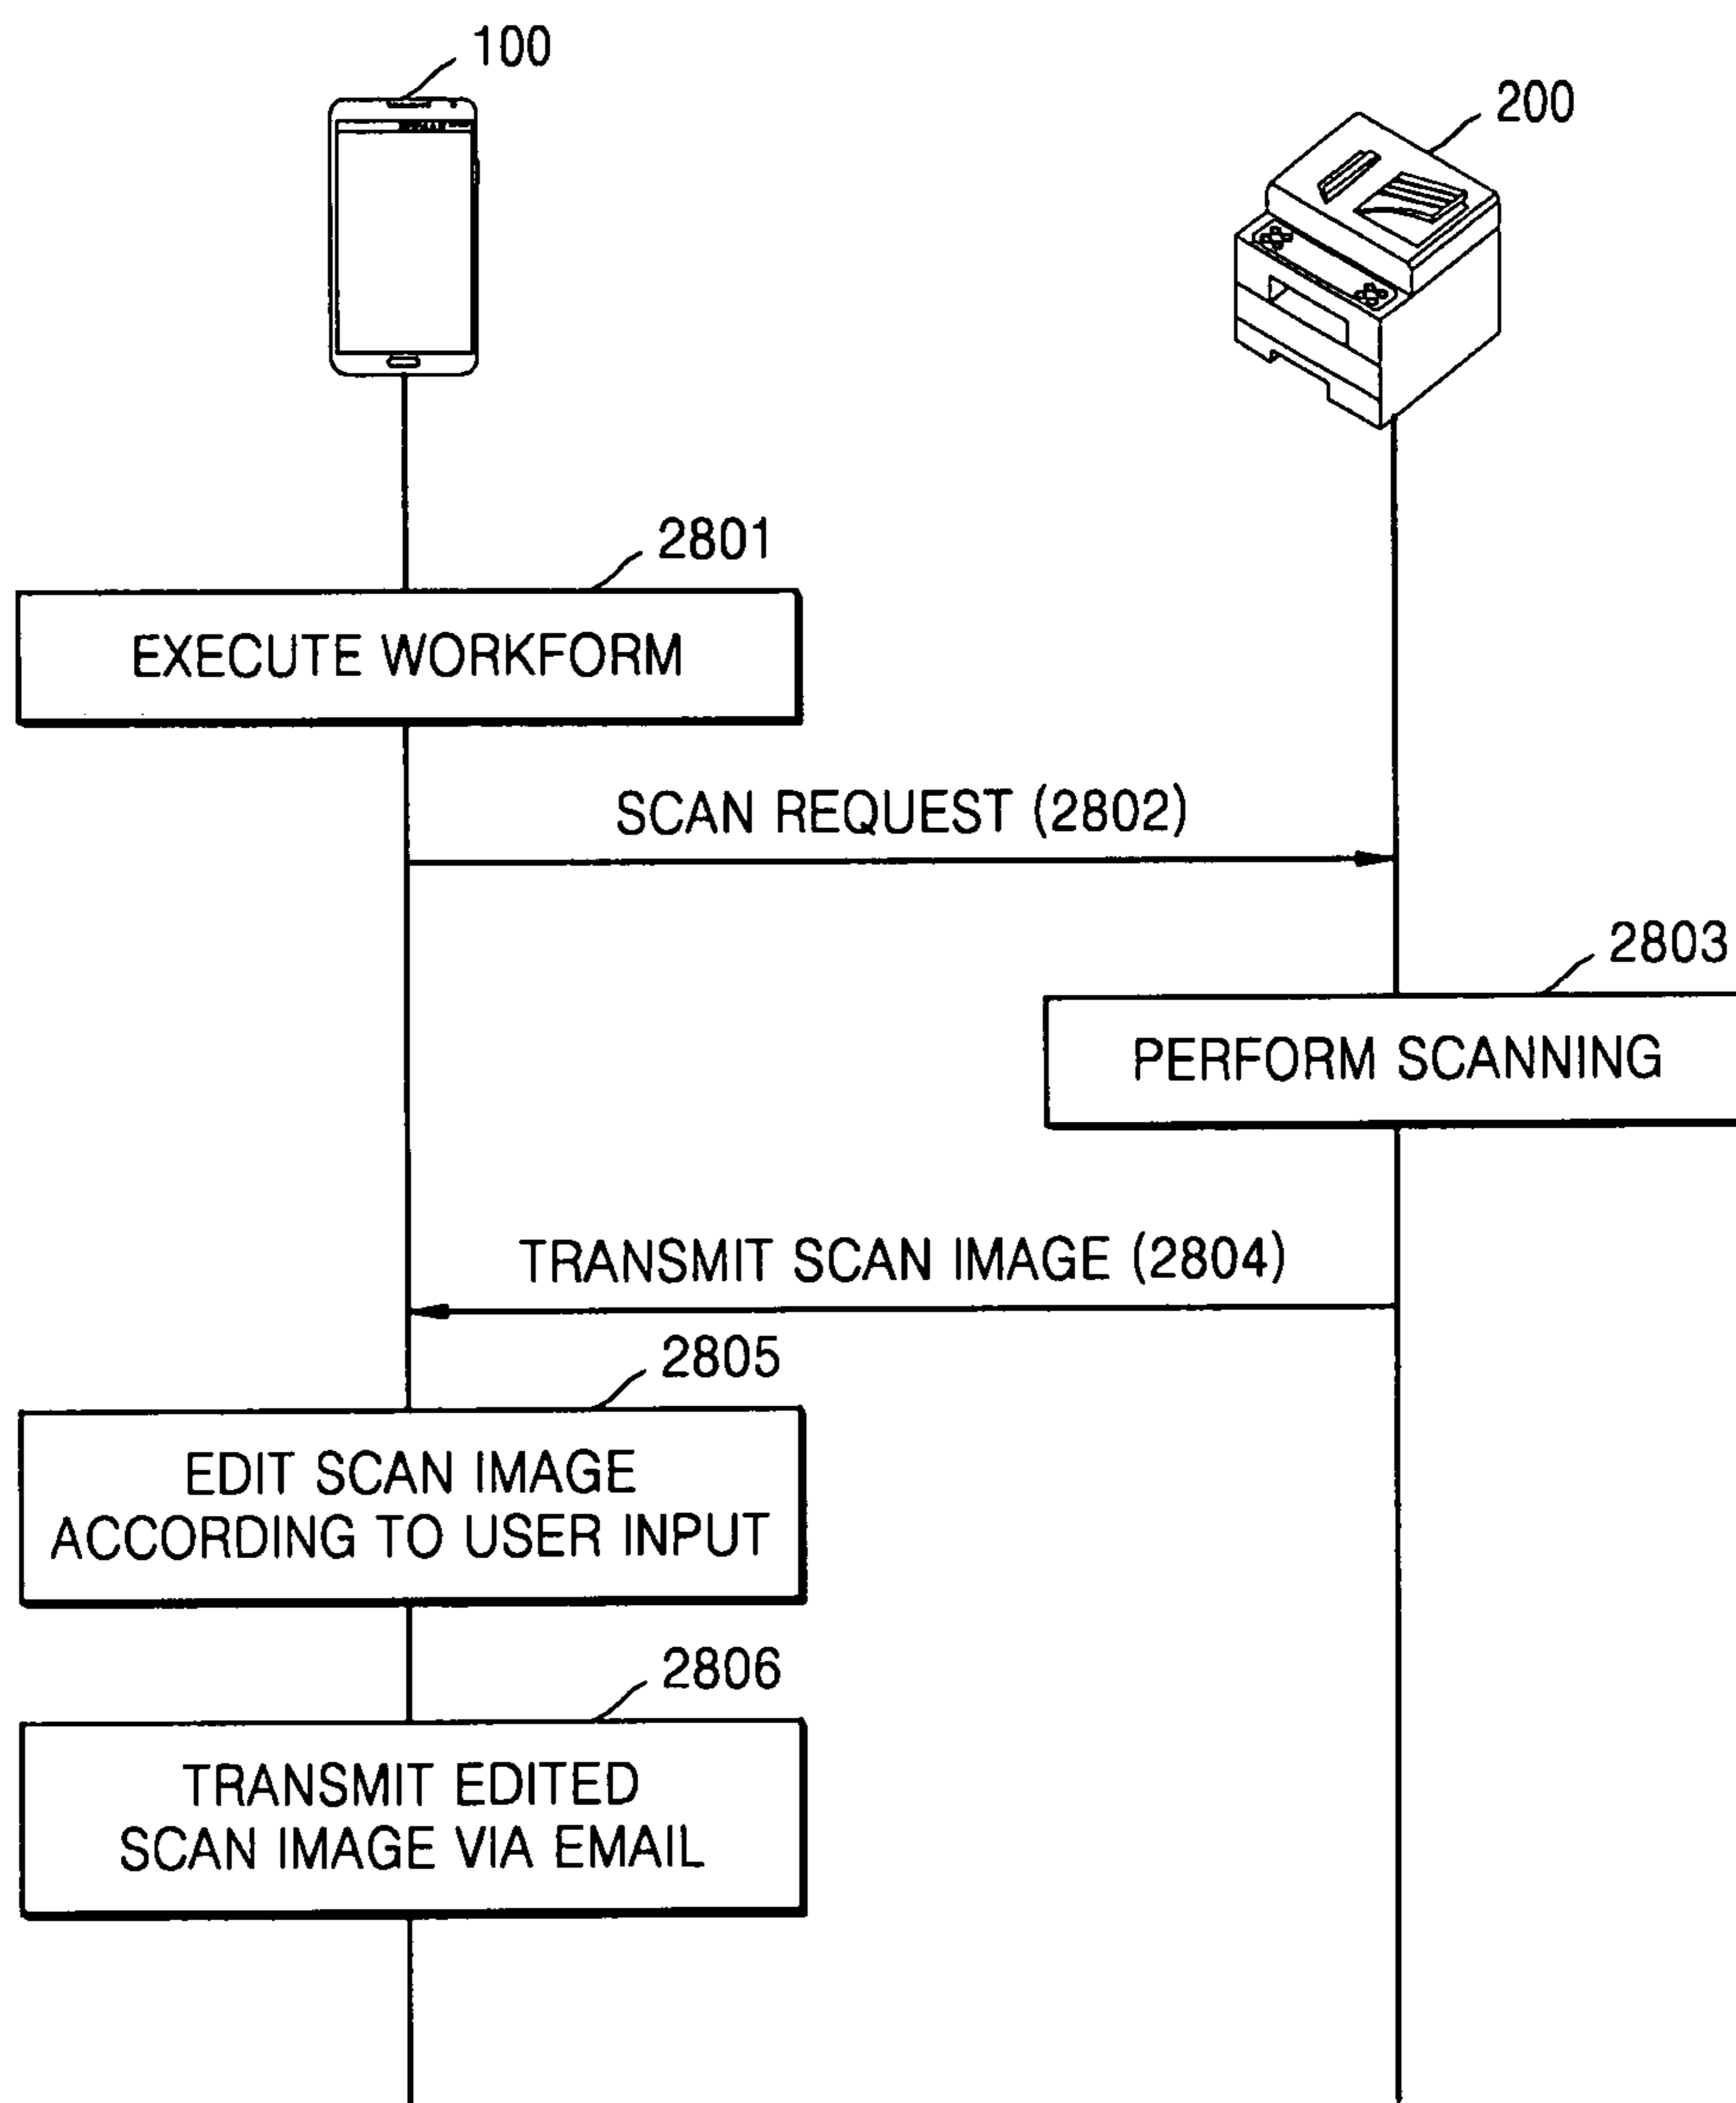 100
200
2801
EXECUTE WORKFORM
SCAN REQUEST (2802)
2803
PERFORM SCANNING
TRANSMIT SCAN IMAGE (2804)
2805
EDIT SCAN IMAGE
ACCORDING TO USER INPUT
2806
TRANSMIT EDITED
SCAN IMAGE VIA EMAIL